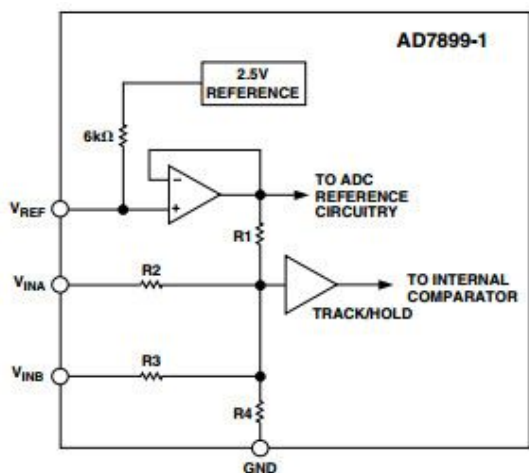 AD7899-1
2.5V
REFERENCE
6kΩ
−
+
TO ADC
REFERENCE
CIRCUITRY
VREF
R1
R2
VINA
TO INTERNAL
COMPARATOR
TRACK/HOLD
R3
VINB
R4
GND